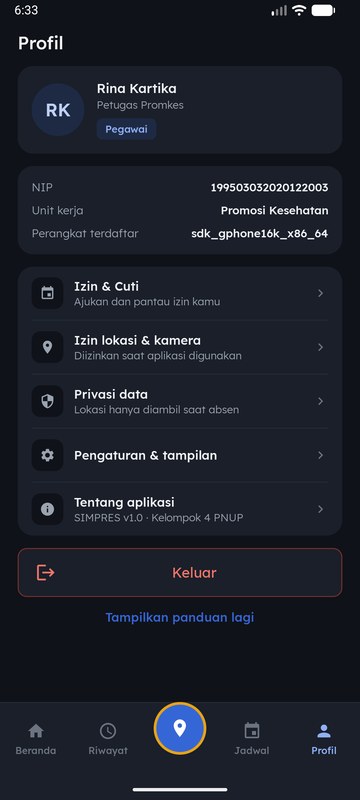 6:33
Profil
RK
Rina Kartika
Petugas Promkes
Pegawai
NIP 199503032020122003
Unit kerja Promosi Kesehatan
Perangkat terdaftar sdk_gphone16k_x86_64
Izin & Cuti
Ajukan dan pantau izin kamu
Izin lokasi & kamera
Diizinkan saat aplikasi digunakan
Privasi data
Lokasi hanya diambil saat absen
Pengaturan & tampilan
Tentang aplikasi
SIMPRES v1.0 · Kelompok 4 PNUP
Keluar
Tampilkan panduan lagi
Beranda Riwayat Jadwal Profil